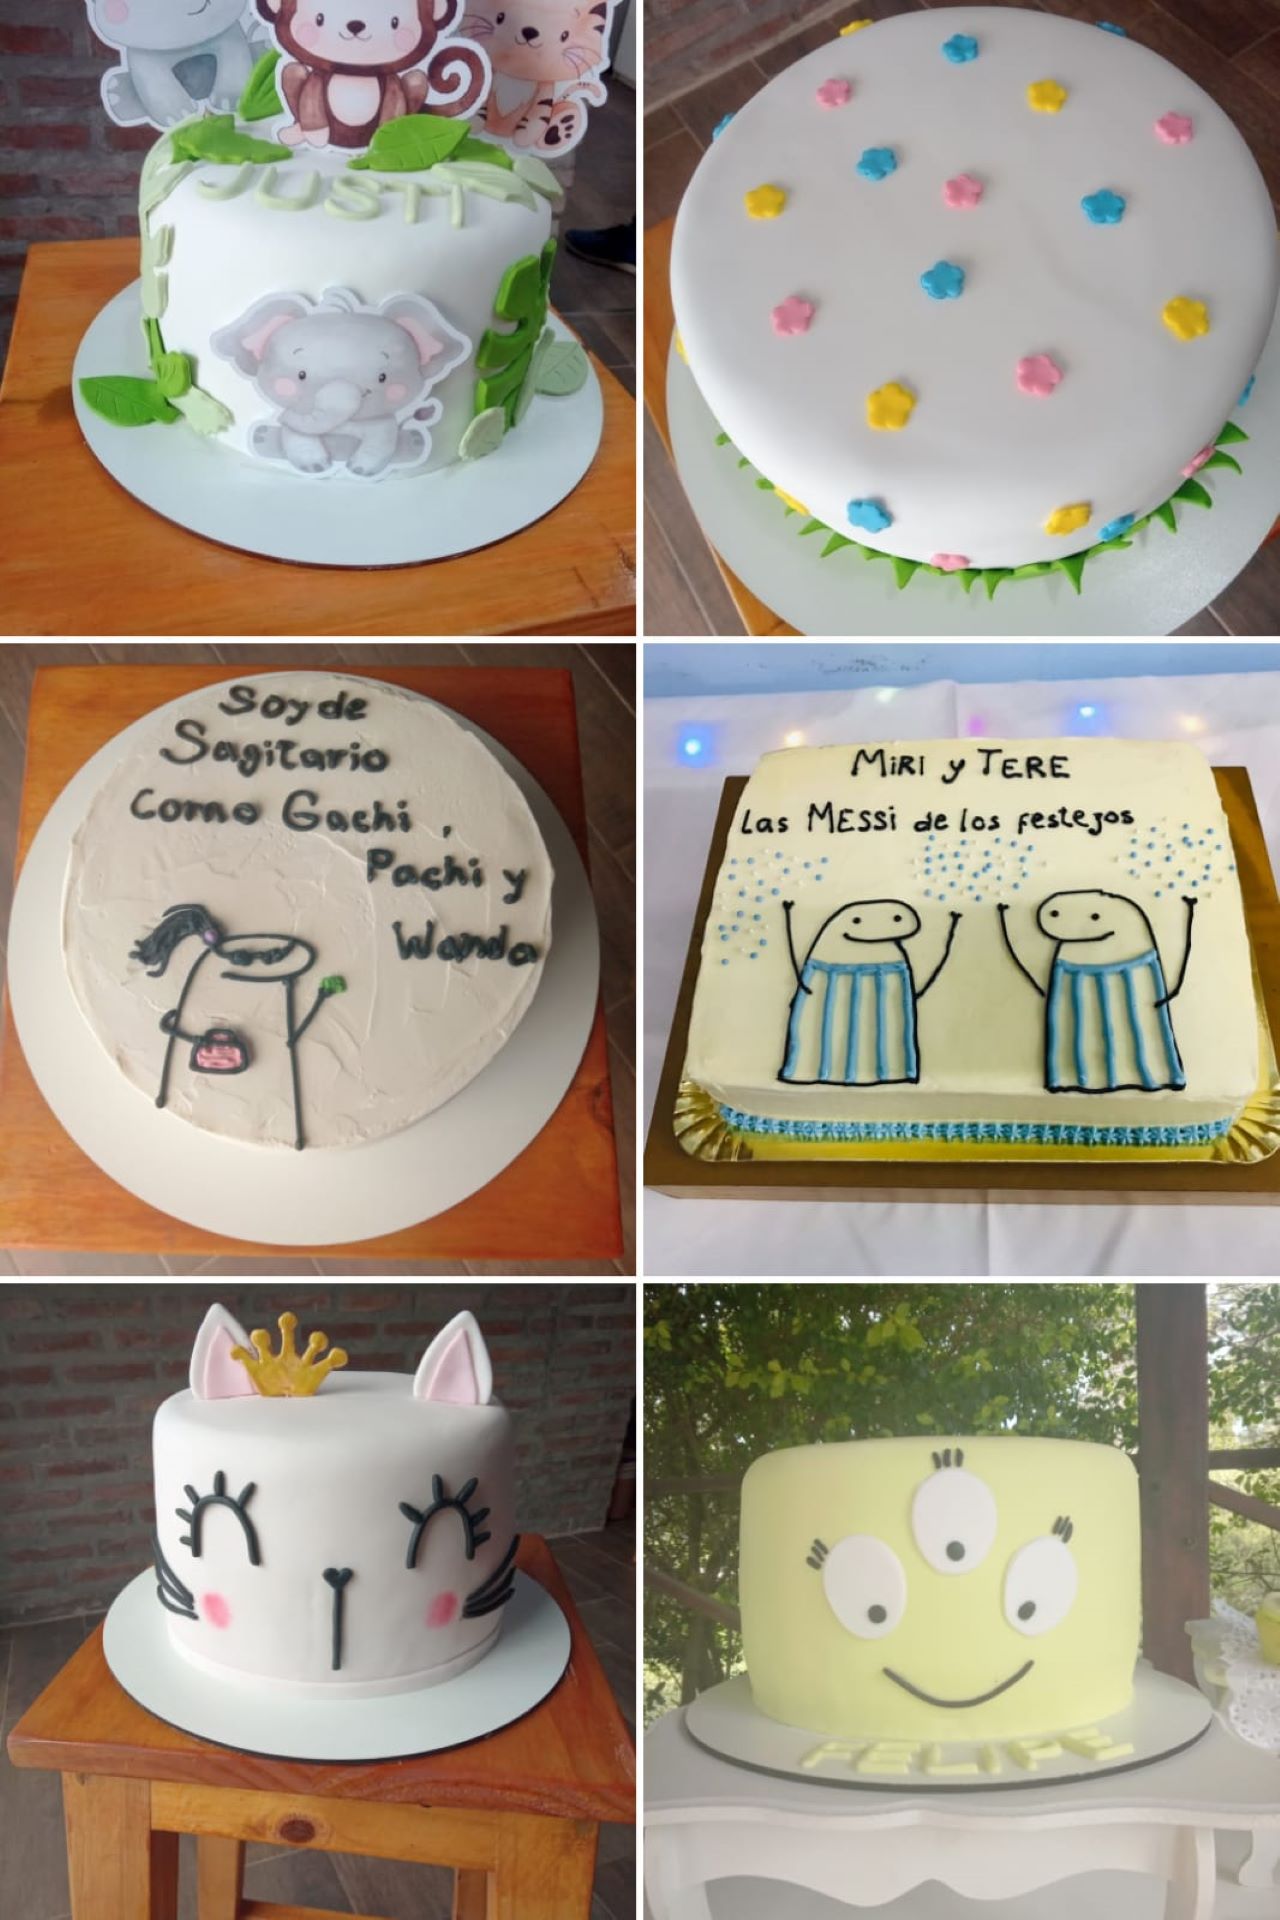 JUSTI
Soy de
Sagitario
Como Gachi,
Pachi y
Wanda
MiRI y TERE
Las MESSi de los festejos
FELIPE